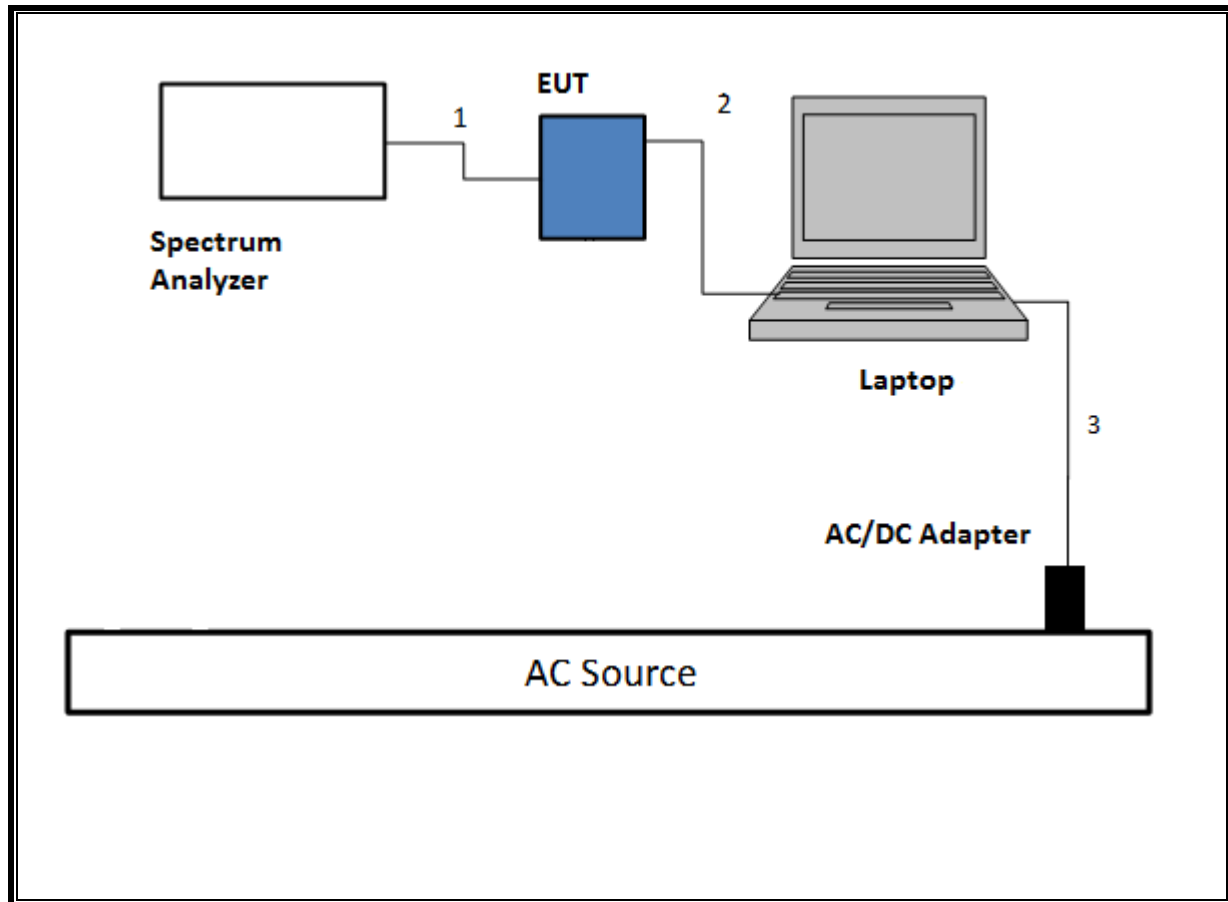 EUT
1
2
Spectrum
Analyzer
Laptop
3
AC/DC Adapter
AC Source